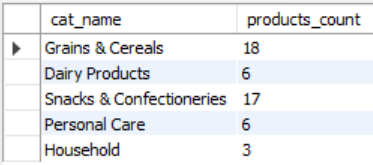 cat_name products_count
Grains & Cereals 18
Dairy Products 6
Snacks & Confectioneries 17
Personal Care 6
Household 3